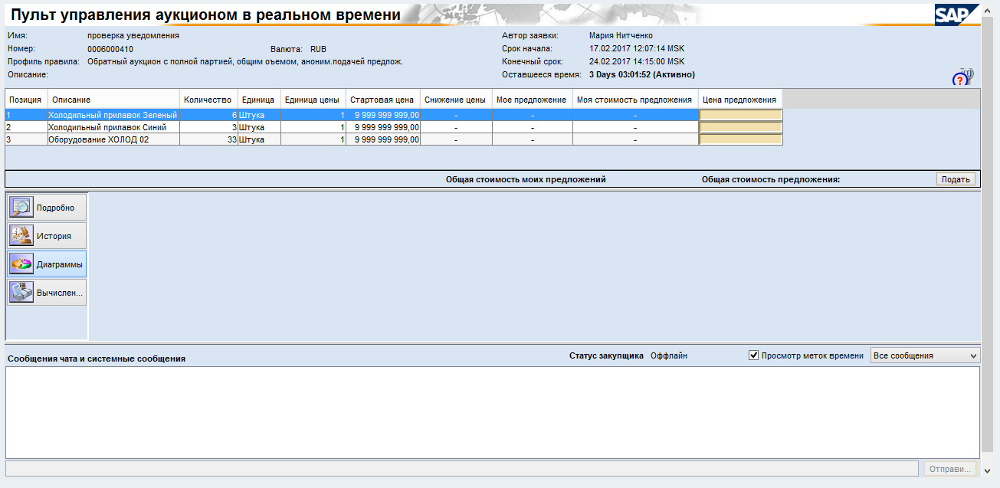 Пульт управления аукционом в реальном времени SAP
Имя: проверка уведомления Автор заявки: Мария Нитченко
Номер: 0006000410 Валюта: RUB Срок начала: 17.02.2017 12:07:14 MSK
Профиль правила: Обратный аукцион с полной партией, общим оъемом, аноним.подачей предлож. Конечный срок: 24.02.2017 14:15:00 MSK
Описание: Оставшееся время: 3 Days 03:01:52 (Активно)
Позиция Описание Количество Единица Единица цены Стартовая цена Снижение цены Мое предложение Моя стоимость предложения Цена предложения
1 Холодильный прилавок Зеленый 6 Штука 1 9 999 999 999,00 - - -
2 Холодильный прилавок Синий 3 Штука 1 9 999 999 999,00 - - -
3 Оборудование ХОЛОД 02 33 Штука 1 9 999 999 999,00 - - -
Общая стоимость моих предложений Общая стоимость предложения: Подать
Подробно
История
Диаграммы
Вычислен...
Сообщения чата и системные сообщения Статус закупщика Оффлайн Просмотр меток времени Все сообщения
Отправи...